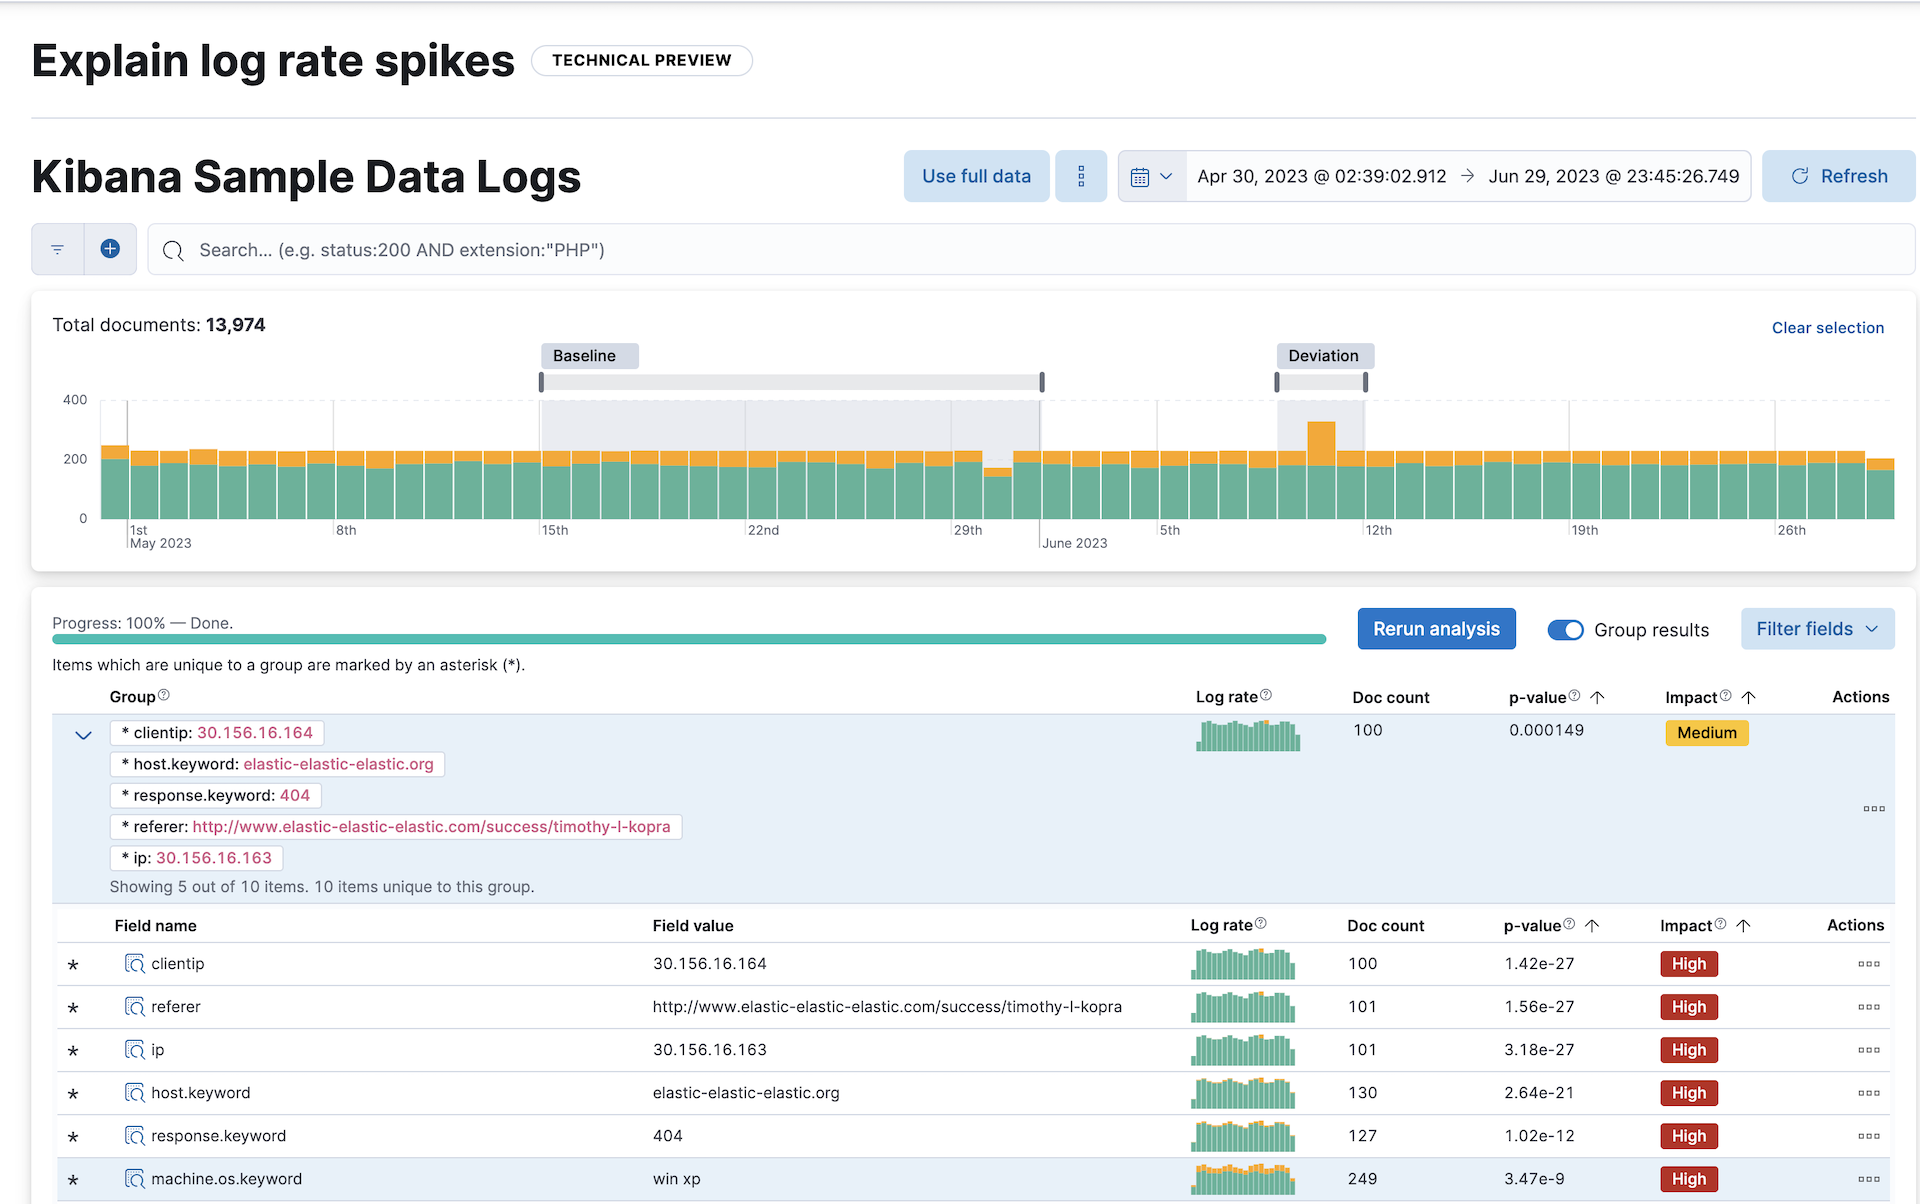 Explain log rate spikes TECHNICAL PREVIEW
Kibana Sample Data Logs Use full data Apr 30, 2023 @ 02:39:02.912 → Jun 29, 2023 @ 23:45:26.749 Refresh
Search... (e.g. status:200 AND extension:"PHP")
Total documents: 13,974 Clear selection
Baseline Deviation
400
200
0
1st 8th 15th 22nd 29th 5th 12th 19th 26th
May 2023 June 2023
Progress: 100% — Done. Rerun analysis Group results Filter fields
Items which are unique to a group are marked by an asterisk (*).
Group Log rate Doc count p-value ↑ Impact ↑ Actions
* clientip: 30.156.16.164 100 0.000149 Medium
* host.keyword: elastic-elastic-elastic.org
* response.keyword: 404
* referer: http://www.elastic-elastic-elastic.com/success/timothy-l-kopra
* ip: 30.156.16.163
Showing 5 out of 10 items. 10 items unique to this group.
Field name Field value Log rate Doc count p-value ↑ Impact ↑ Actions
* clientip 30.156.16.164 100 1.42e-27 High
* referer http://www.elastic-elastic-elastic.com/success/timothy-l-kopra 101 1.56e-27 High
* ip 30.156.16.163 101 3.18e-27 High
* host.keyword elastic-elastic-elastic.org 130 2.64e-21 High
* response.keyword 404 127 1.02e-12 High
* machine.os.keyword win xp 249 3.47e-9 High